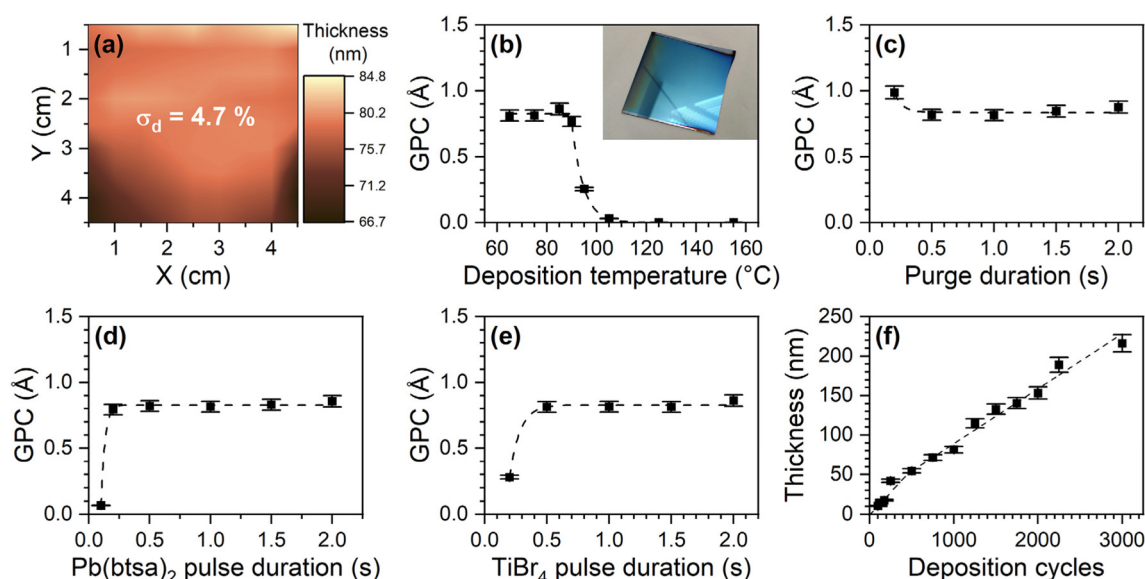 (a)
σd = 4.7 %
Y (cm)
1
2
3
4
1 2 3 4
X (cm)
Thickness
(nm)
84.8
80.2
75.7
71.2
66.7
(b)
GPC (Å)
1.5
1.0
0.5
0.0
60 80 100 120 140 160
Deposition temperature (°C)
(c)
GPC (Å)
1.5
1.0
0.5
0.0
0.0 0.5 1.0 1.5 2.0
Purge duration (s)
(d)
GPC (Å)
1.5
1.0
0.5
0.0
0.0 0.5 1.0 1.5 2.0
Pb(btsa)2 pulse duration (s)
(e)
GPC (Å)
1.5
1.0
0.5
0.0
0.0 0.5 1.0 1.5 2.0
TiBr4 pulse duration (s)
(f)
Thickness (nm)
250
200
150
100
50
0
0 1000 2000 3000
Deposition cycles